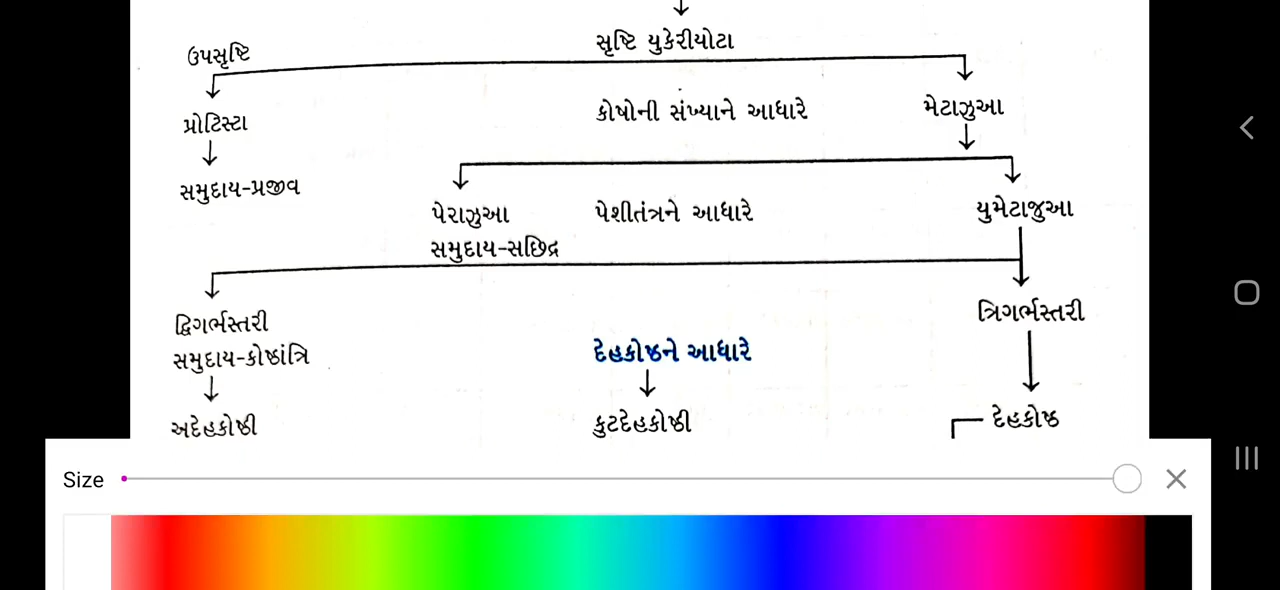 સૃષ્ટિ યુકેરીયોટા
ઉપસૃષ્ટિ
પ્રોટિસ્ટા
કોષોની સંખ્યાને આધારે
મેટાઝુઆ
સમુદાય-પ્રજીવ
પેરાઝુઆ
પેશીતંત્રને આધારે
યુમેટાજુઆ
સમુદાય-સછિદ્ર
દ્વિગર્ભસ્તરી
ત્રિગર્ભસ્તરી
સમુદાય-કોષ્ઠાંત્રિ
દેહકોષ્ઠને આધારે
અદેહકોષ્ઠી
કુટદેહકોષ્ઠી
દેહકોષ્ઠ
Size